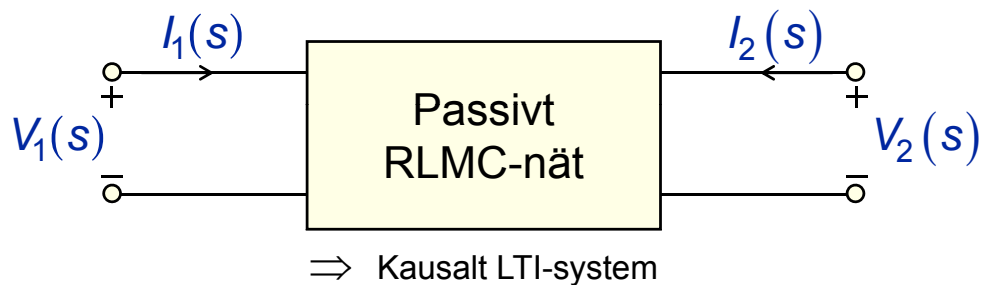 I₁(s) I₂(s)
+ +
V₁(s) Passivt V₂(s)
RLMC-nät
− −
⇒ Kausalt LTI-system